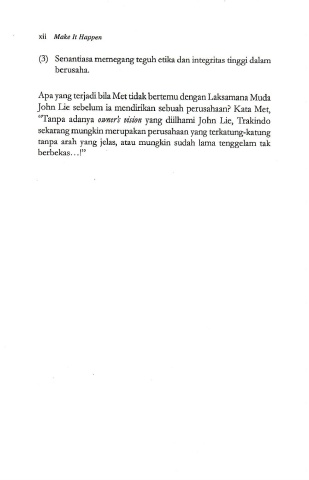 xii Make It Happen
(3) Senantiasa memegang teguh etika dan integritas tinggi dalam
berusaha.
Apa yang terjadi bila Met tidak bertemu dengan Laksamana Muda
John Lie sebelum ia mendirikan sebuah perusahaan? Kata Met,
"Tanpa adanya owner's vision yang diilhami John Lie, Trakindo
sekarang mungkin merupakan perusahaan yang terkatung-katung
tanpa arah yang jelas, atau mungkin sudah lama tenggelam tak
berbekas...!"